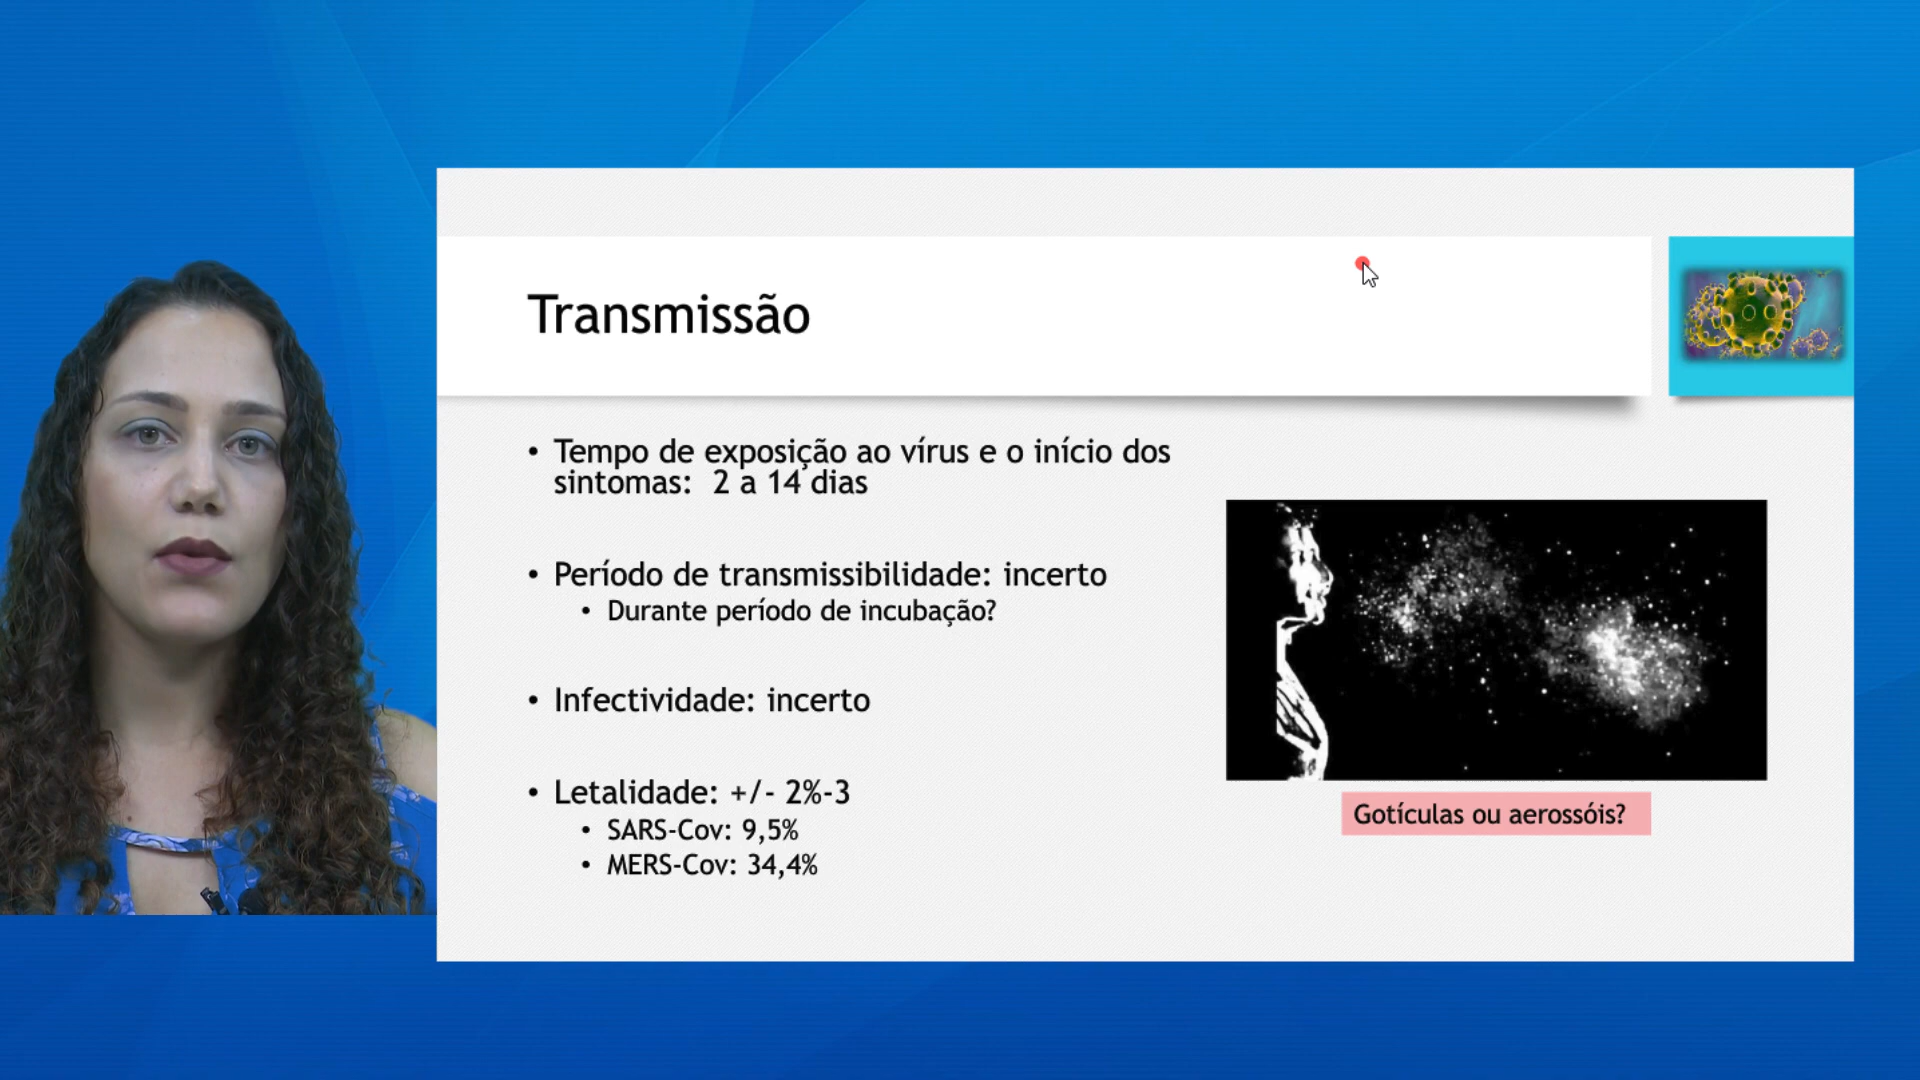 Transmissão
• Tempo de exposição ao vírus e o início dos
sintomas: 2 a 14 dias
• Período de transmissibilidade: incerto
• Durante período de incubação?
• Infectividade: incerto
• Letalidade: +/- 2%-3
• SARS-Cov: 9,5%
• MERS-Cov: 34,4%
Gotículas ou aerossóis?